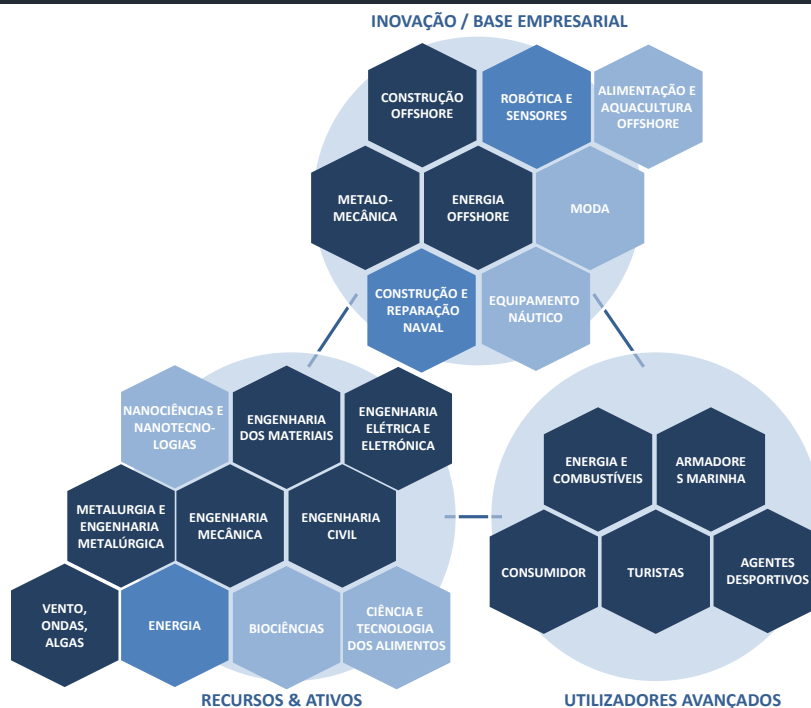 INOVAÇÃO / BASE EMPRESARIAL
CONSTRUÇÃO
OFFSHORE
ROBÓTICA E
SENSORES
ALIMENTAÇÃO E
AQUACULTURA
OFFSHORE
METALO-
MECÂNICA
ENERGIA
OFFSHORE
MODA
CONSTRUÇÃO E
REPARAÇÃO
NAVAL
EQUIPAMENTO
NÁUTICO
NANOCIÊNCIAS E
NANOTECNO-
LOGIAS
ENGENHARIA
DOS MATERIAIS
ENGENHARIA
ELÉTRICA E
ELETRÓNICA
METALURGIA E
ENGENHARIA
METALÚRGICA
ENGENHARIA
MECÂNICA
ENGENHARIA
CIVIL
VENTO,
ONDAS,
ALGAS
ENERGIA
BIOCIÊNCIAS
CIÊNCIA E
TECNOLOGIA
DOS ALIMENTOS
RECURSOS & ATIVOS
ENERGIA E
COMBUSTÍVEIS
ARMADORE
S MARINHA
CONSUMIDOR
TURISTAS
AGENTES
DESPORTIVOS
UTILIZADORES AVANÇADOS